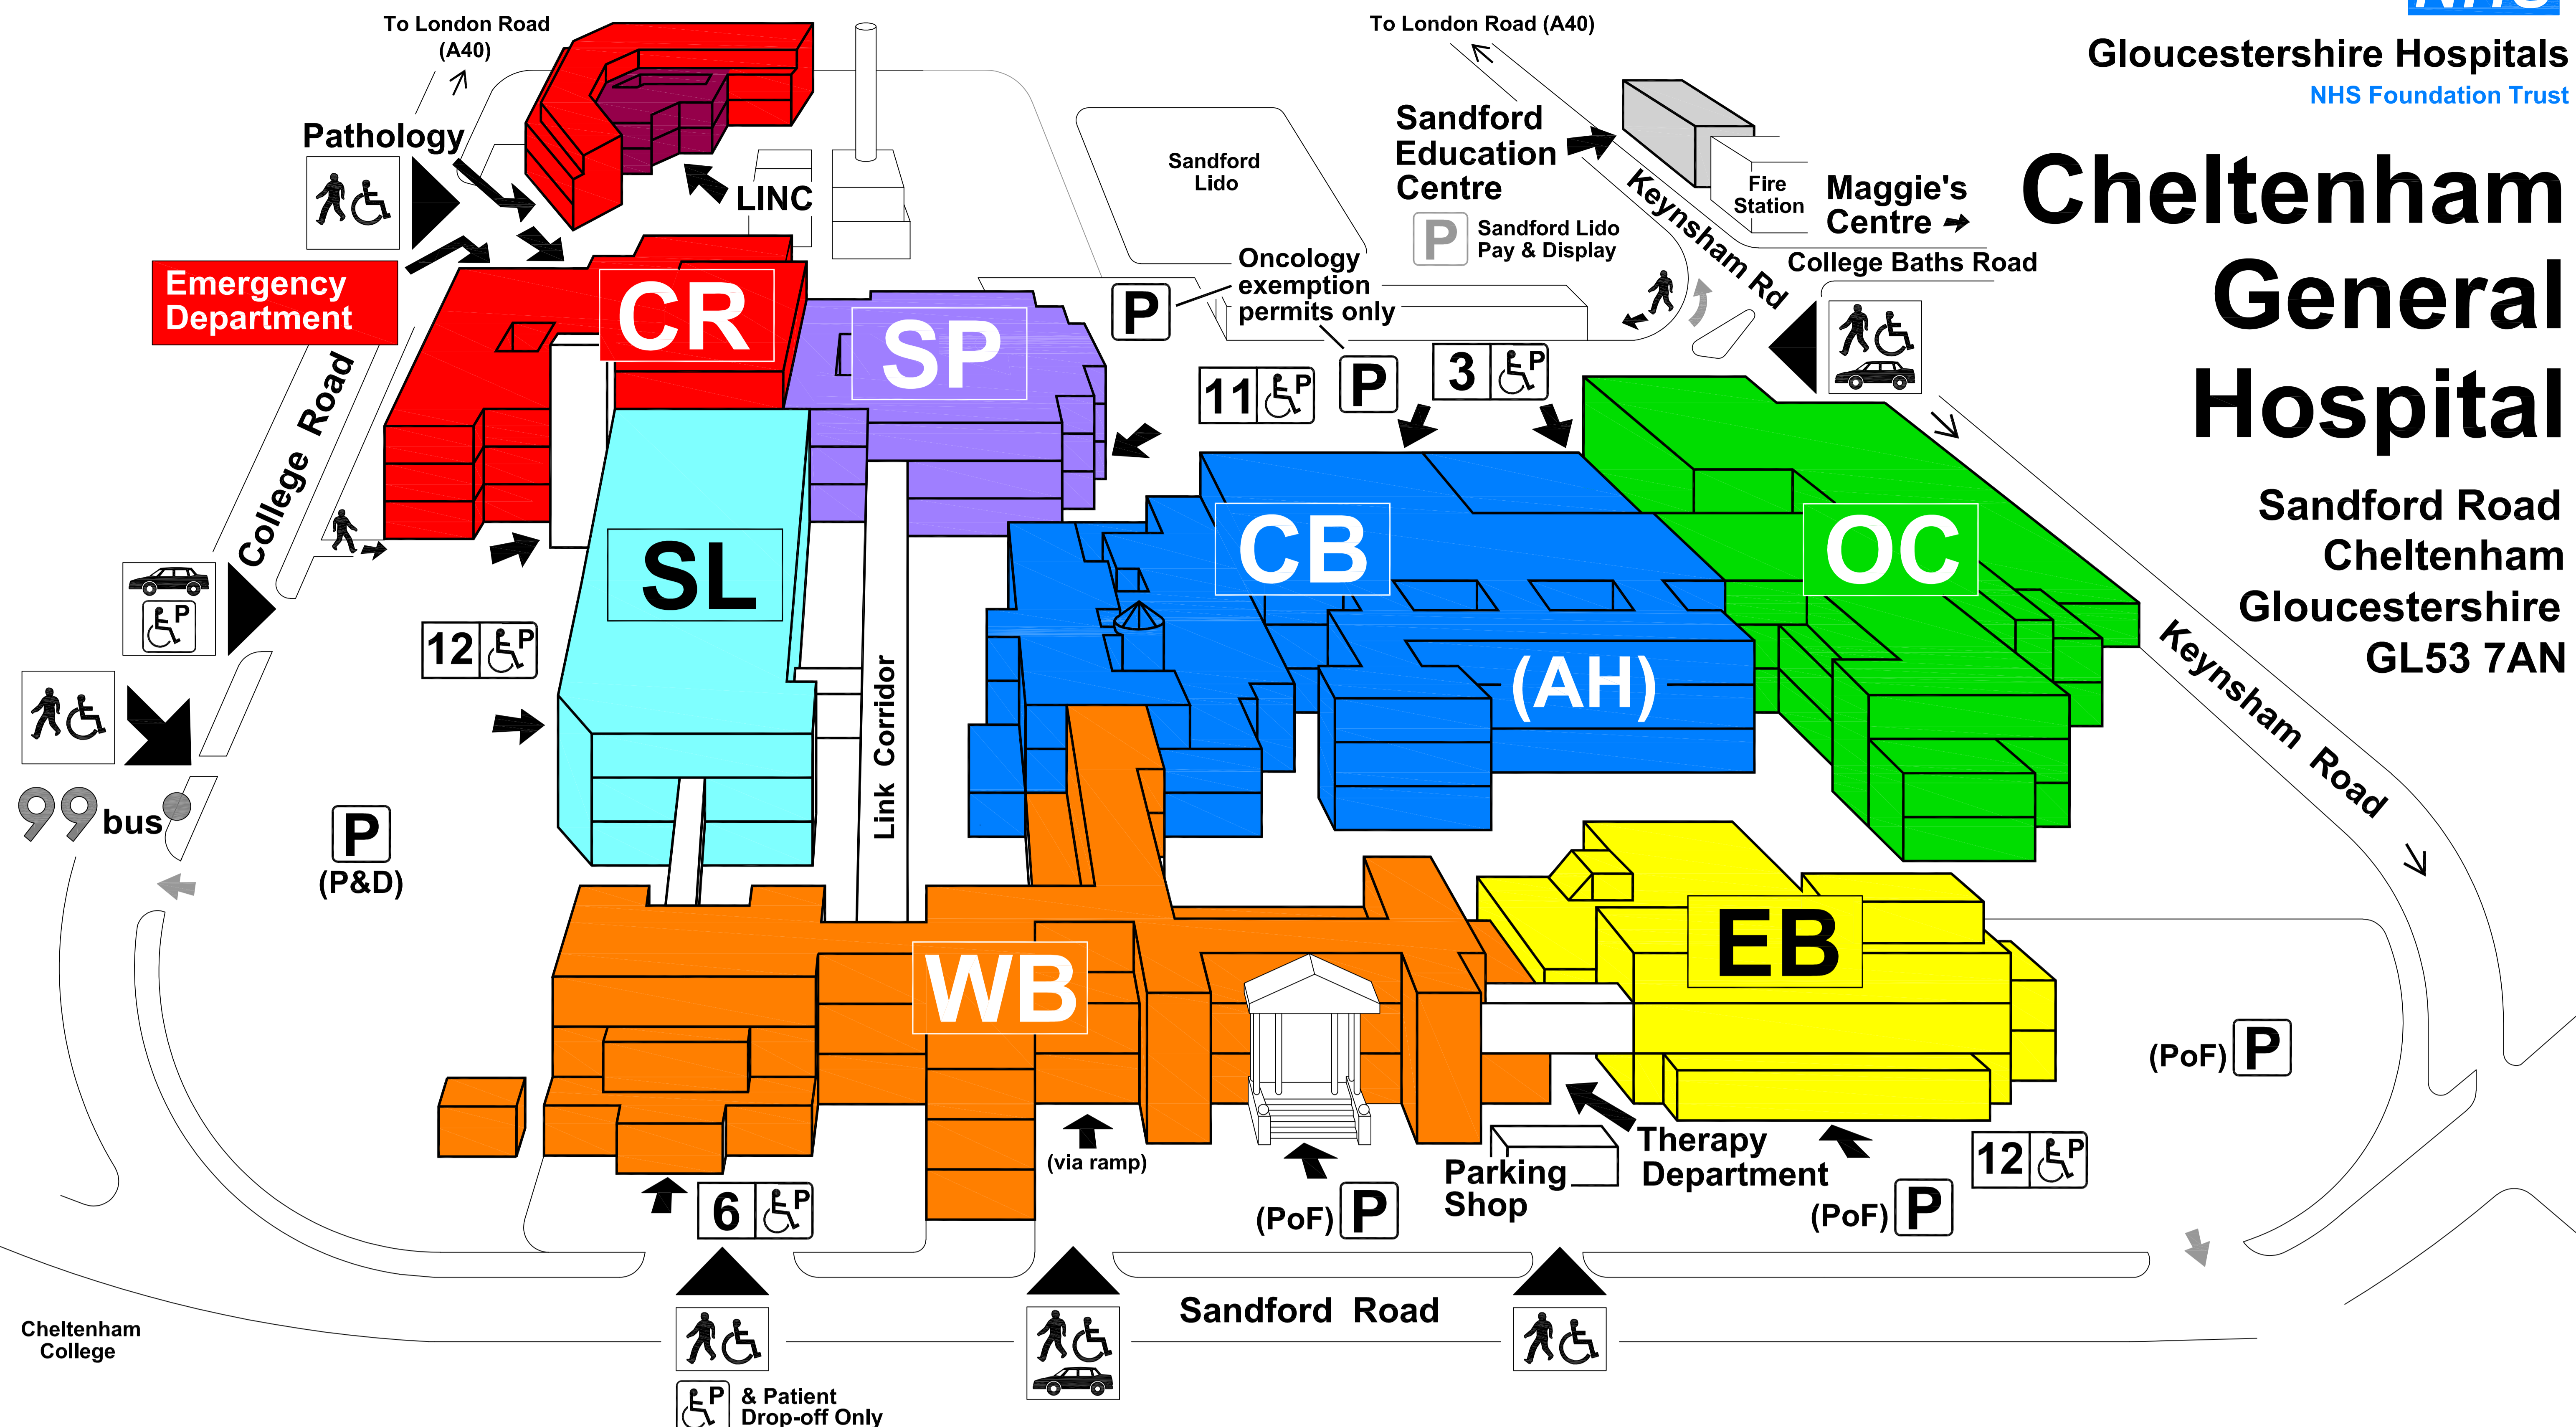 NHS
Gloucestershire Hospitals
NHS Foundation Trust
Cheltenham
General
Hospital
Sandford Road
Cheltenham
Gloucestershire
GL53 7AN
To London Road
(A40)
Pathology
LINC
Emergency
Department
CR
SP
College Road
SL
12
P
P
99 bus
P
(P&D)
Link Corridor
Sandford
Lido
To London Road (A40)
Sandford
Education
Centre
P
Sandford Lido
Pay & Display
Keynsham Rd
Fire
Station
Maggie's
Centre
College Baths Road
Oncology
exemption
permits only
P
11
P
P
3
P
CB
(AH)
OC
Keynsham Road
WB
EB
(PoF) P
(via ramp)
6
P
(PoF) P
Parking
Shop
Therapy
Department
(PoF) P
12
P
Sandford Road
Cheltenham
College
P
& Patient
Drop-off Only